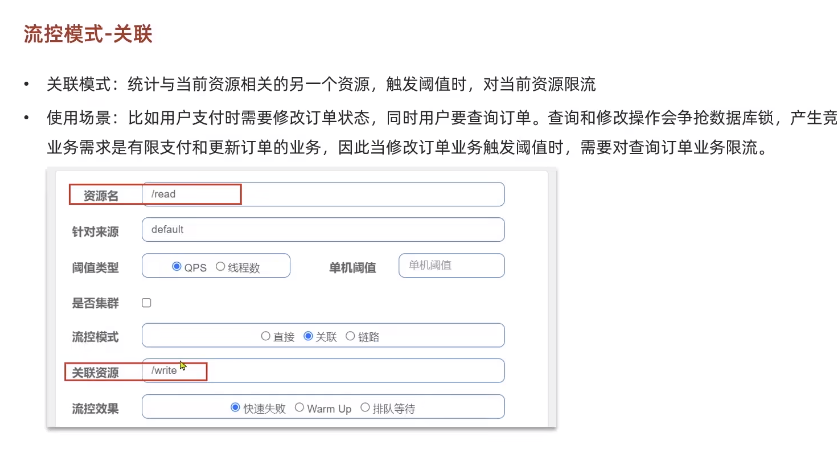 流控模式-关联
• 关联模式：统计与当前资源相关的另一个资源，触发阈值时，对当前资源限流
• 使用场景：比如用户支付时需要修改订单状态，同时用户要查询订单。查询和修改操作会争抢数据库锁，产生竞
业务需求是有限支付和更新订单的业务，因此当修改订单业务触发阈值时，需要对查询订单业务限流。
资源名 /read
针对来源 default
阈值类型 QPS 线程数 单机阈值 单机阈值
是否集群
流控模式 直接 关联 链路
关联资源 /write
流控效果 快速失败 Warm Up 排队等待